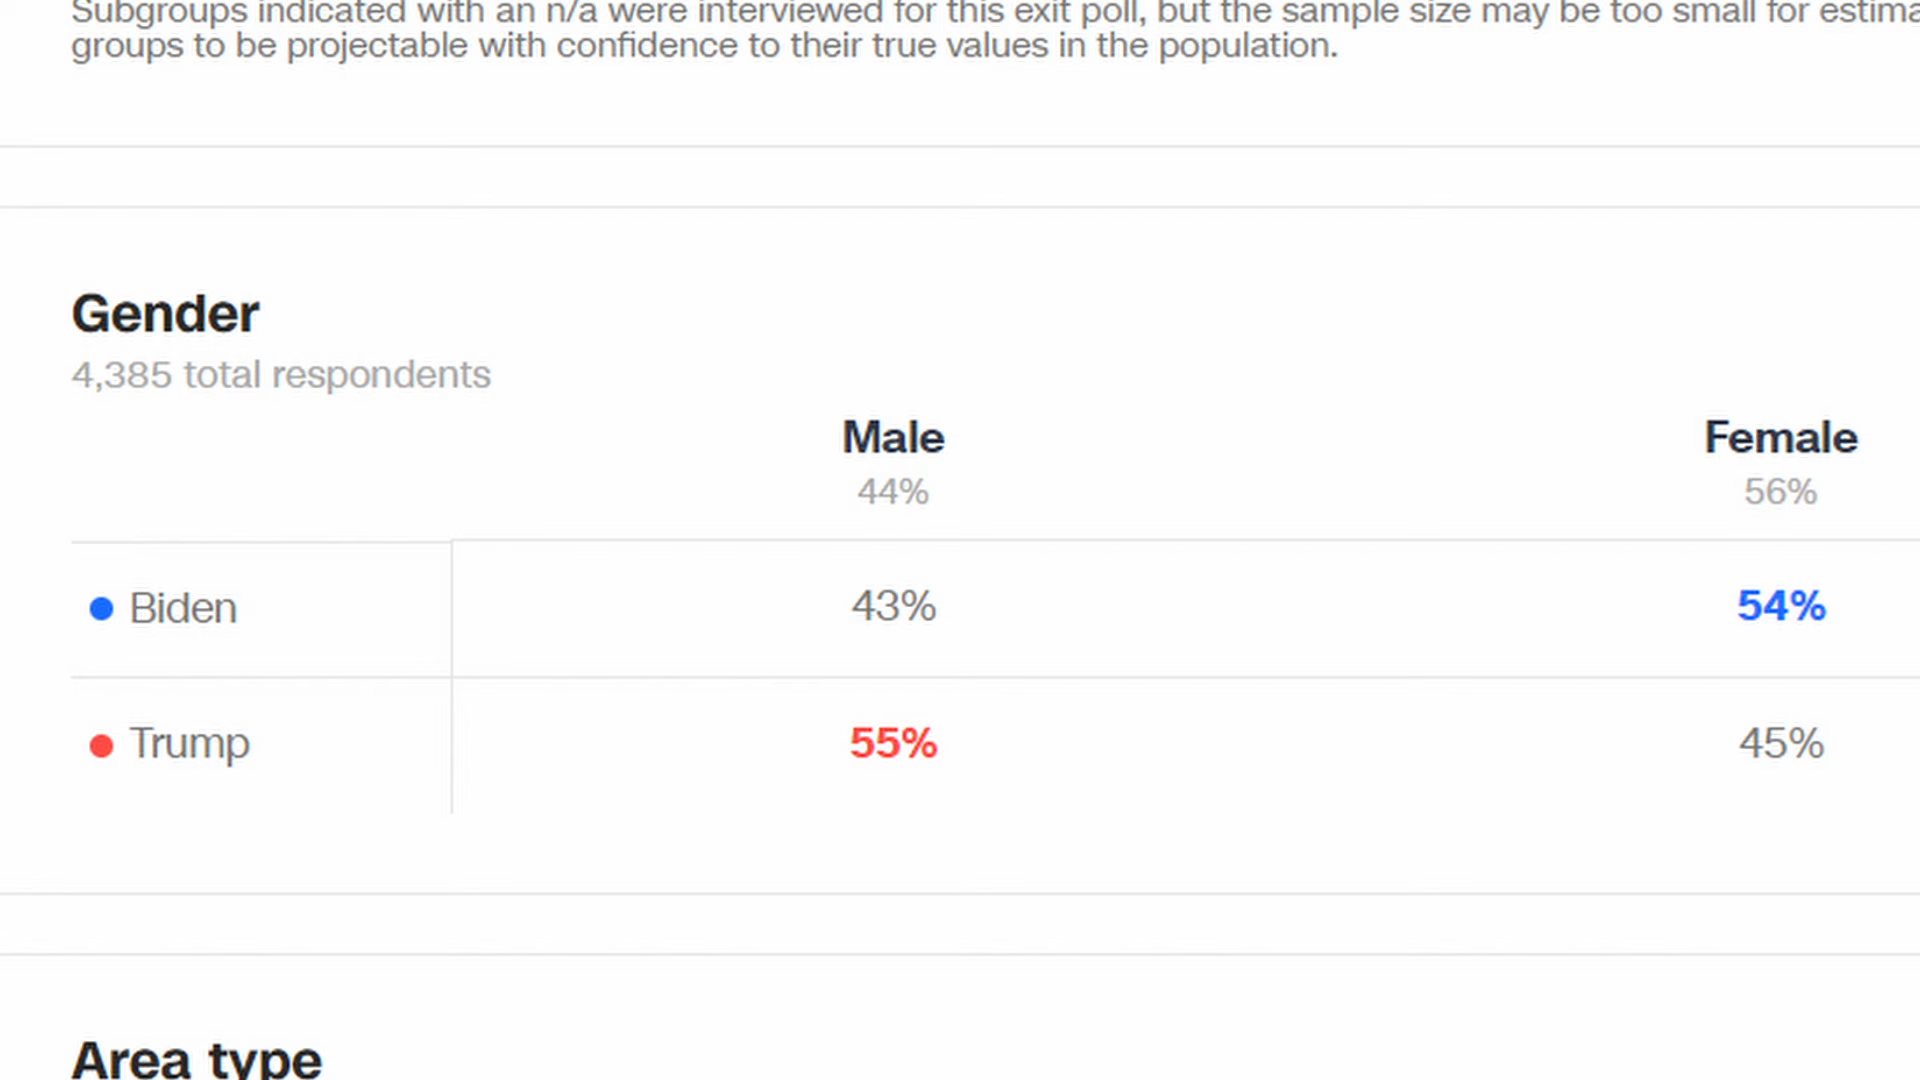 Subgroups indicated with an n/a were interviewed for this exit poll, but the sample size may be too small for
groups to be projectable with confidence to their true values in the population.
Gender
4,385 total respondents
Male Female
44% 56%
Biden 43% 54%
Trump 55% 45%
Area type